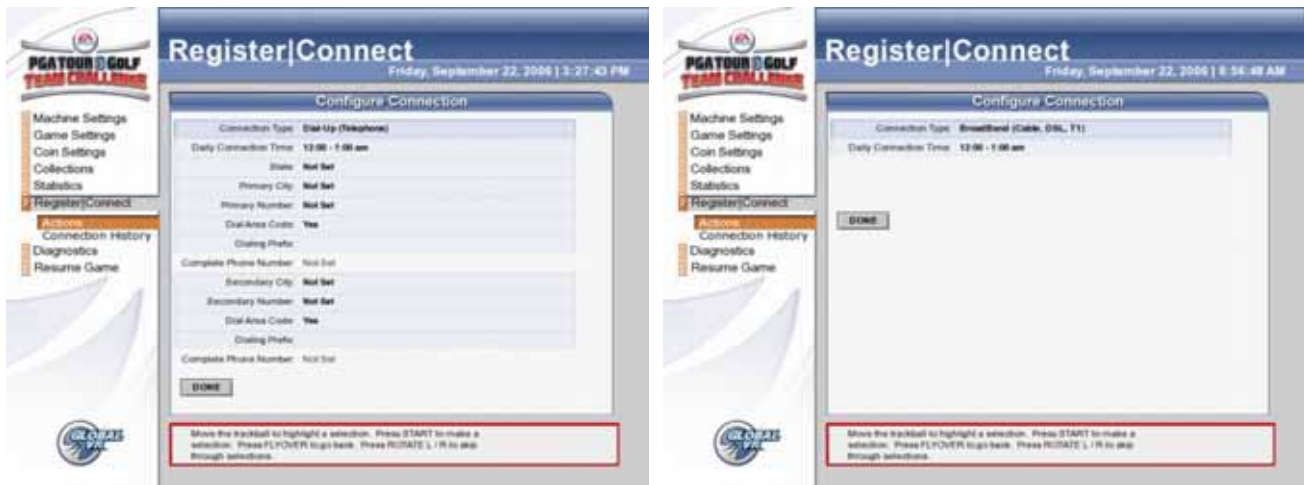 EA
PGA TOUR GOLF
TEAM CHALLENGE
Register|Connect
Friday, September 22, 2006 | 3:27:43 PM
Machine Settings
Game Settings
Coin Settings
Collections
Statistics
Register|Connect
Actions
Connection History
Diagnostics
Resume Game
GLOBAL
VR
Configure Connection
Connection Type Dial-Up (Telephone)
Daily Connection Time 12:00 - 1:00 am
State Not Set
Primary City Not Set
Primary Number Not Set
Dial Area Code Yes
Dialing Prefix
Complete Phone Number Not Set
Secondary City Not Set
Secondary Number Not Set
Dial Area Code Yes
Dialing Prefix
Complete Phone Number Not Set
DONE
Move the trackball to highlight a selection. Press START to make a
selection. Press FLYOVER to go back. Press ROTATE L / R to skip
through selections.
EA
PGA TOUR GOLF
TEAM CHALLENGE
Register|Connect
Friday, September 22, 2006 | 8:56:48 AM
Machine Settings
Game Settings
Coin Settings
Collections
Statistics
Register|Connect
Actions
Connection History
Diagnostics
Resume Game
GLOBAL
VR
Configure Connection
Connection Type BroadBand (Cable, DSL, T1)
Daily Connection Time 12:00 - 1:00 am
DONE
Move the trackball to highlight a selection. Press START to make a
selection. Press FLYOVER to go back. Press ROTATE L / R to skip
through selections.